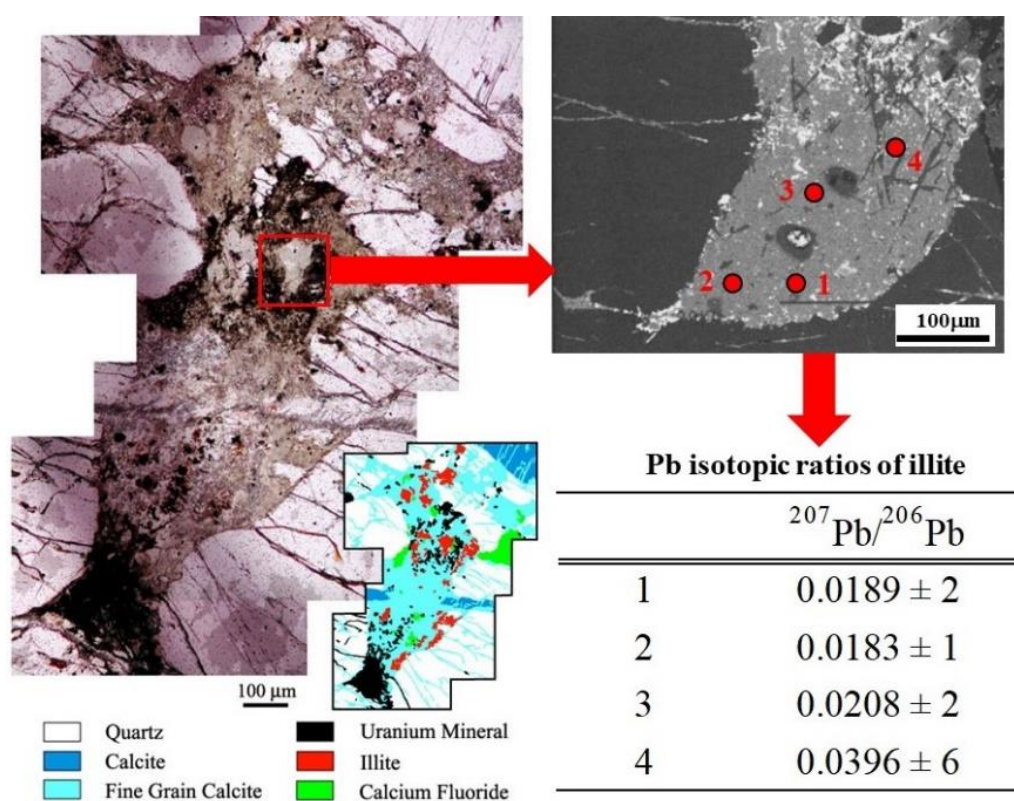 4
3
2
1
100μm
Pb isotopic ratios of illite
²⁰⁷Pb/²⁰⁶Pb
1 0.0189 ± 2
2 0.0183 ± 1
3 0.0208 ± 2
4 0.0396 ± 6
100 μm
Quartz Uranium Mineral
Calcite Illite
Fine Grain Calcite Calcium Fluoride